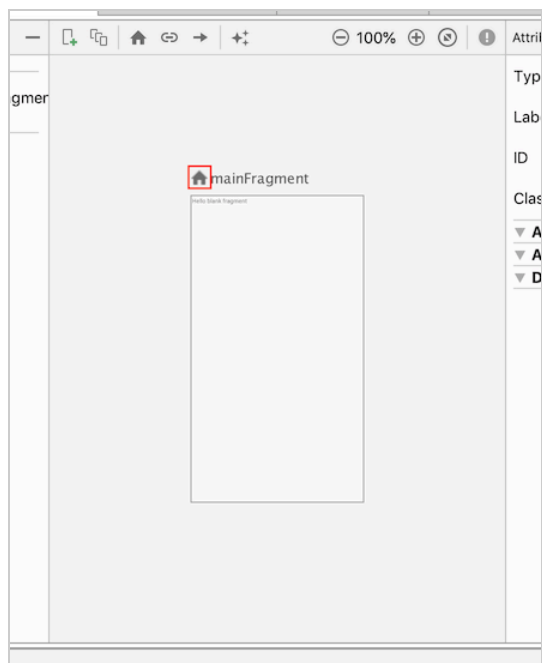 100%
Attri
gmer
Typ
Lab
ID
Clas
A
A
D
mainFragment
Hello blank fragment